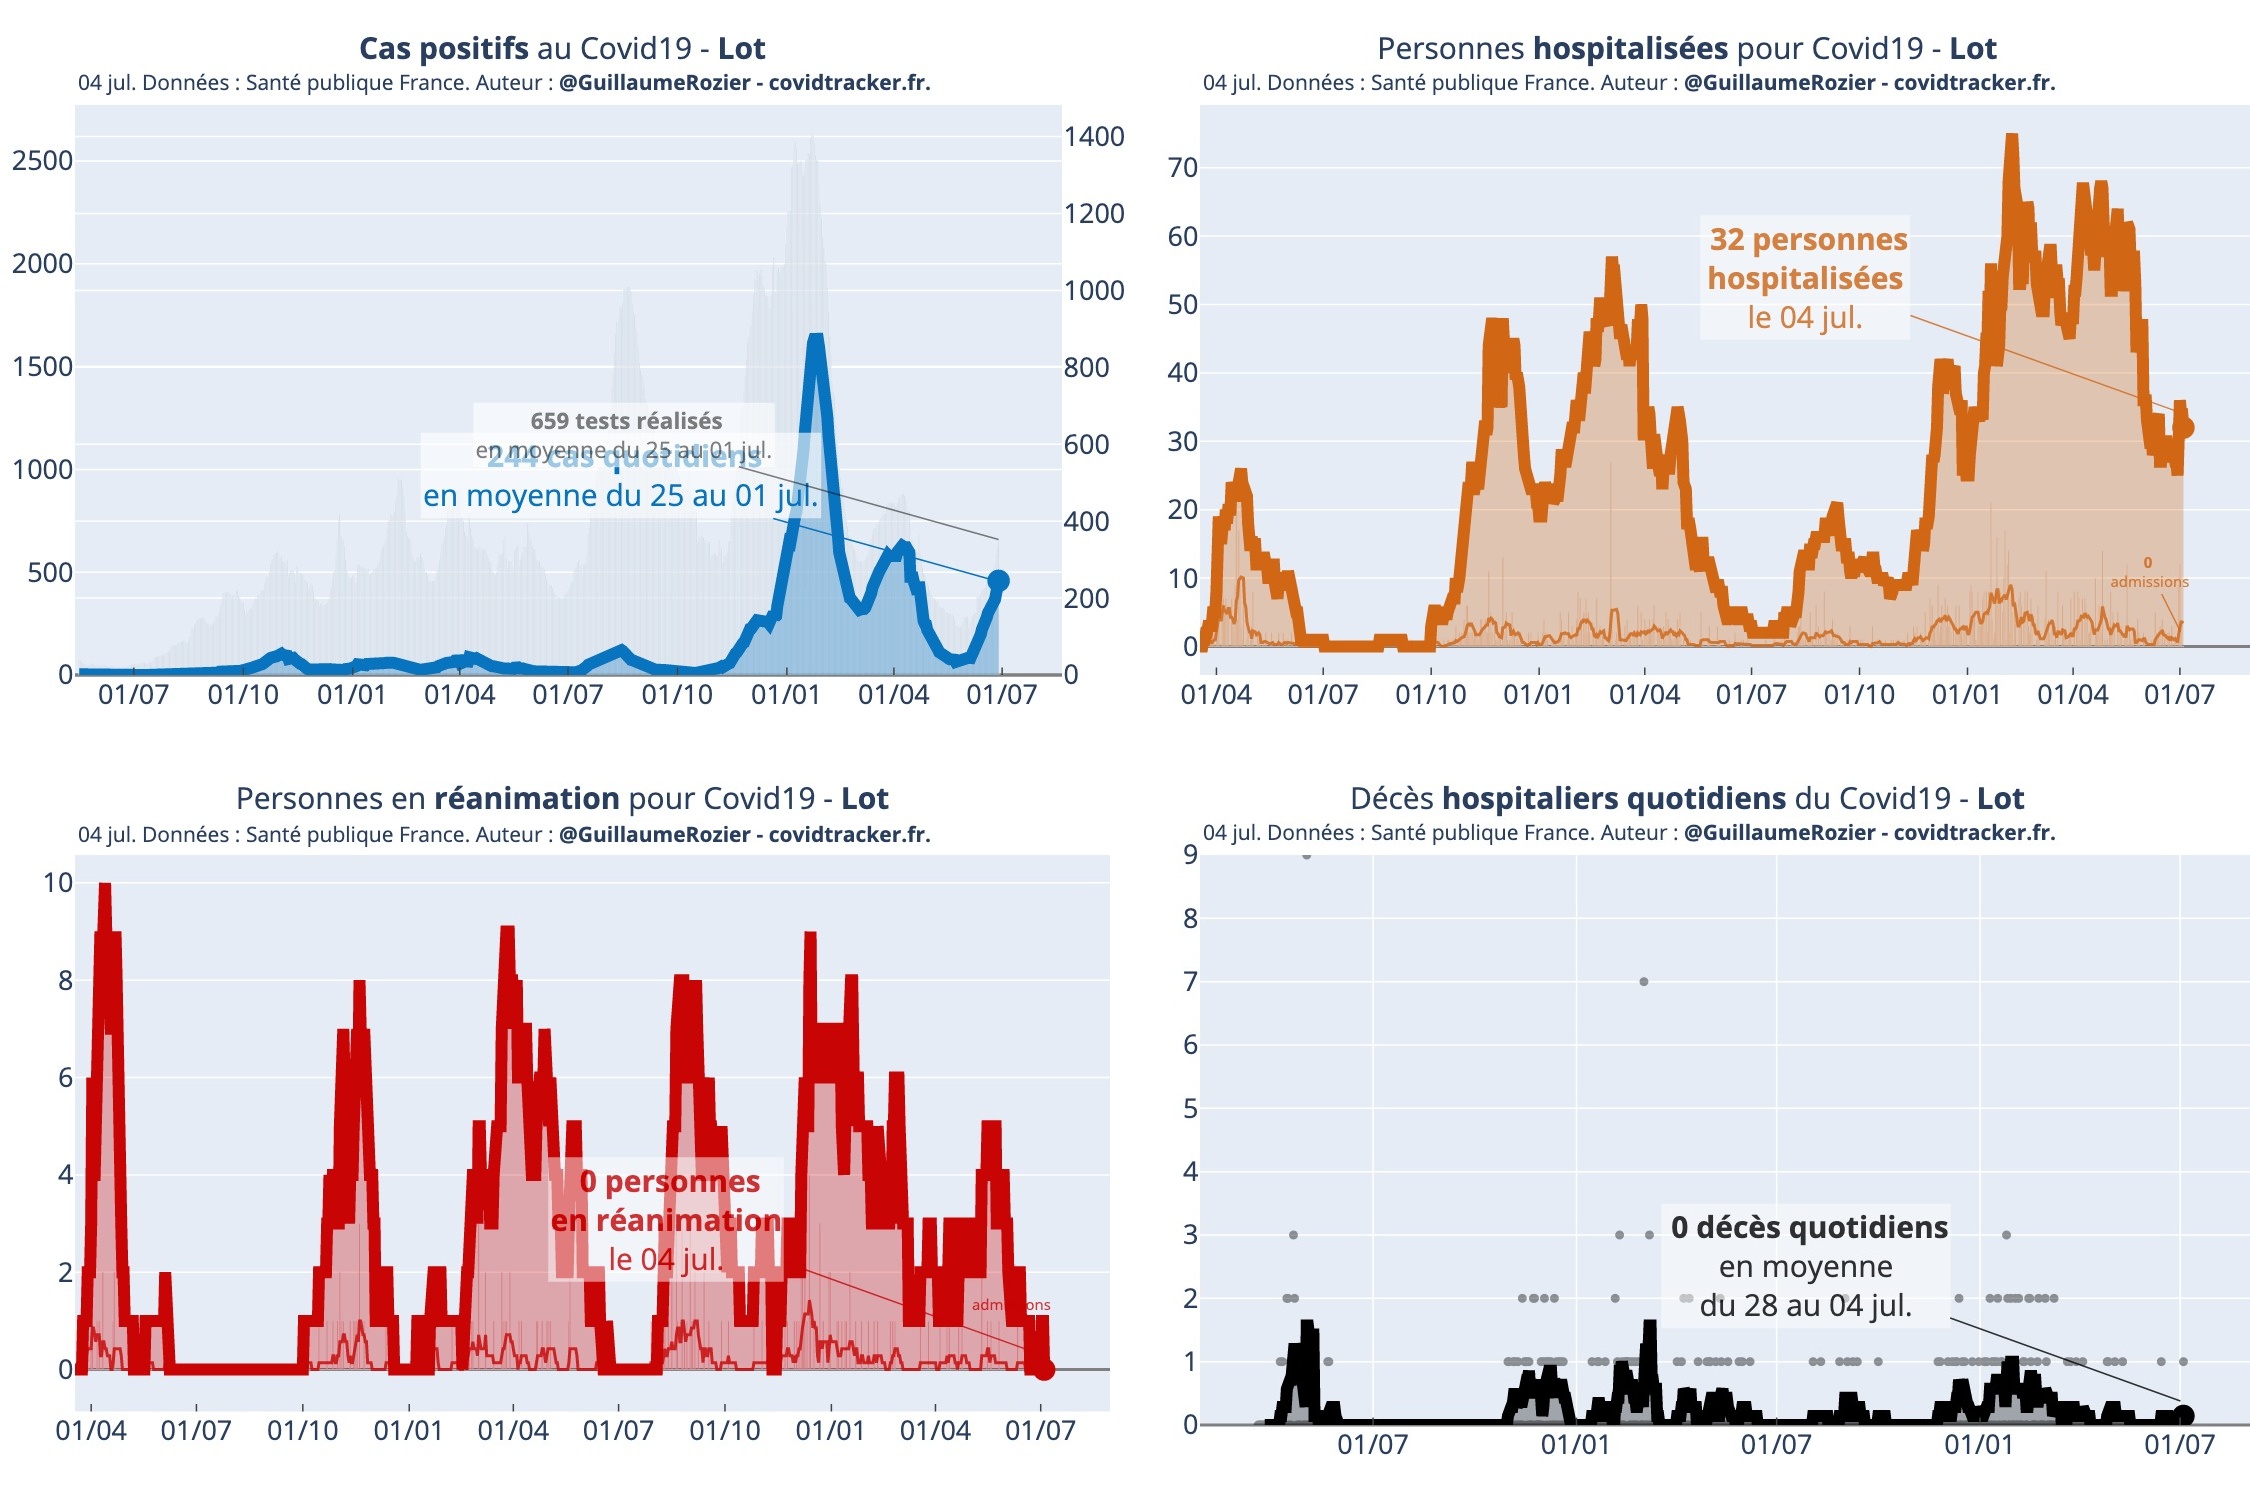 Cas positifs au Covid19 - Lot
04 jul. Données : Santé publique France. Auteur : @GuillaumeRozier - covidtracker.fr.
2500
2000
1500
1000
500
0
1400
1200
1000
800
600
400
200
0
659 tests réalisés
en moyenne du 25 au 01 jul.
244 cas quotidiens
en moyenne du 25 au 01 jul.
01/07 01/10 01/01 01/04 01/07 01/10 01/01 01/04 01/07
Personnes hospitalisées pour Covid19 - Lot
04 jul. Données : Santé publique France. Auteur : @GuillaumeRozier - covidtracker.fr.
70
60
50
40
30
20
10
0
32 personnes
hospitalisées
le 04 jul.
0
admissions
01/04 01/07 01/10 01/01 01/04 01/07 01/10 01/01 01/04 01/07
Personnes en réanimation pour Covid19 - Lot
04 jul. Données : Santé publique France. Auteur : @GuillaumeRozier - covidtracker.fr.
10
8
6
4
2
0
0 personnes
en réanimation
le 04 jul.
admissions
01/04 01/07 01/10 01/01 01/04 01/07 01/10 01/01 01/04 01/07
Décès hospitaliers quotidiens du Covid19 - Lot
04 jul. Données : Santé publique France. Auteur : @GuillaumeRozier - covidtracker.fr.
9
8
7
6
5
4
3
2
1
0
0 décès quotidiens
en moyenne
du 28 au 04 jul.
01/07 01/01 01/07 01/01 01/07